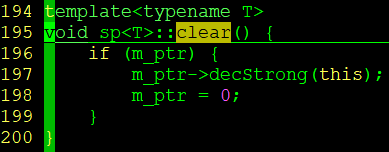 194 template<typename T>
195 void sp<T>::clear() {
196     if (m_ptr) {
197         m_ptr->decStrong(this);
198         m_ptr = 0;
199     }
200 }